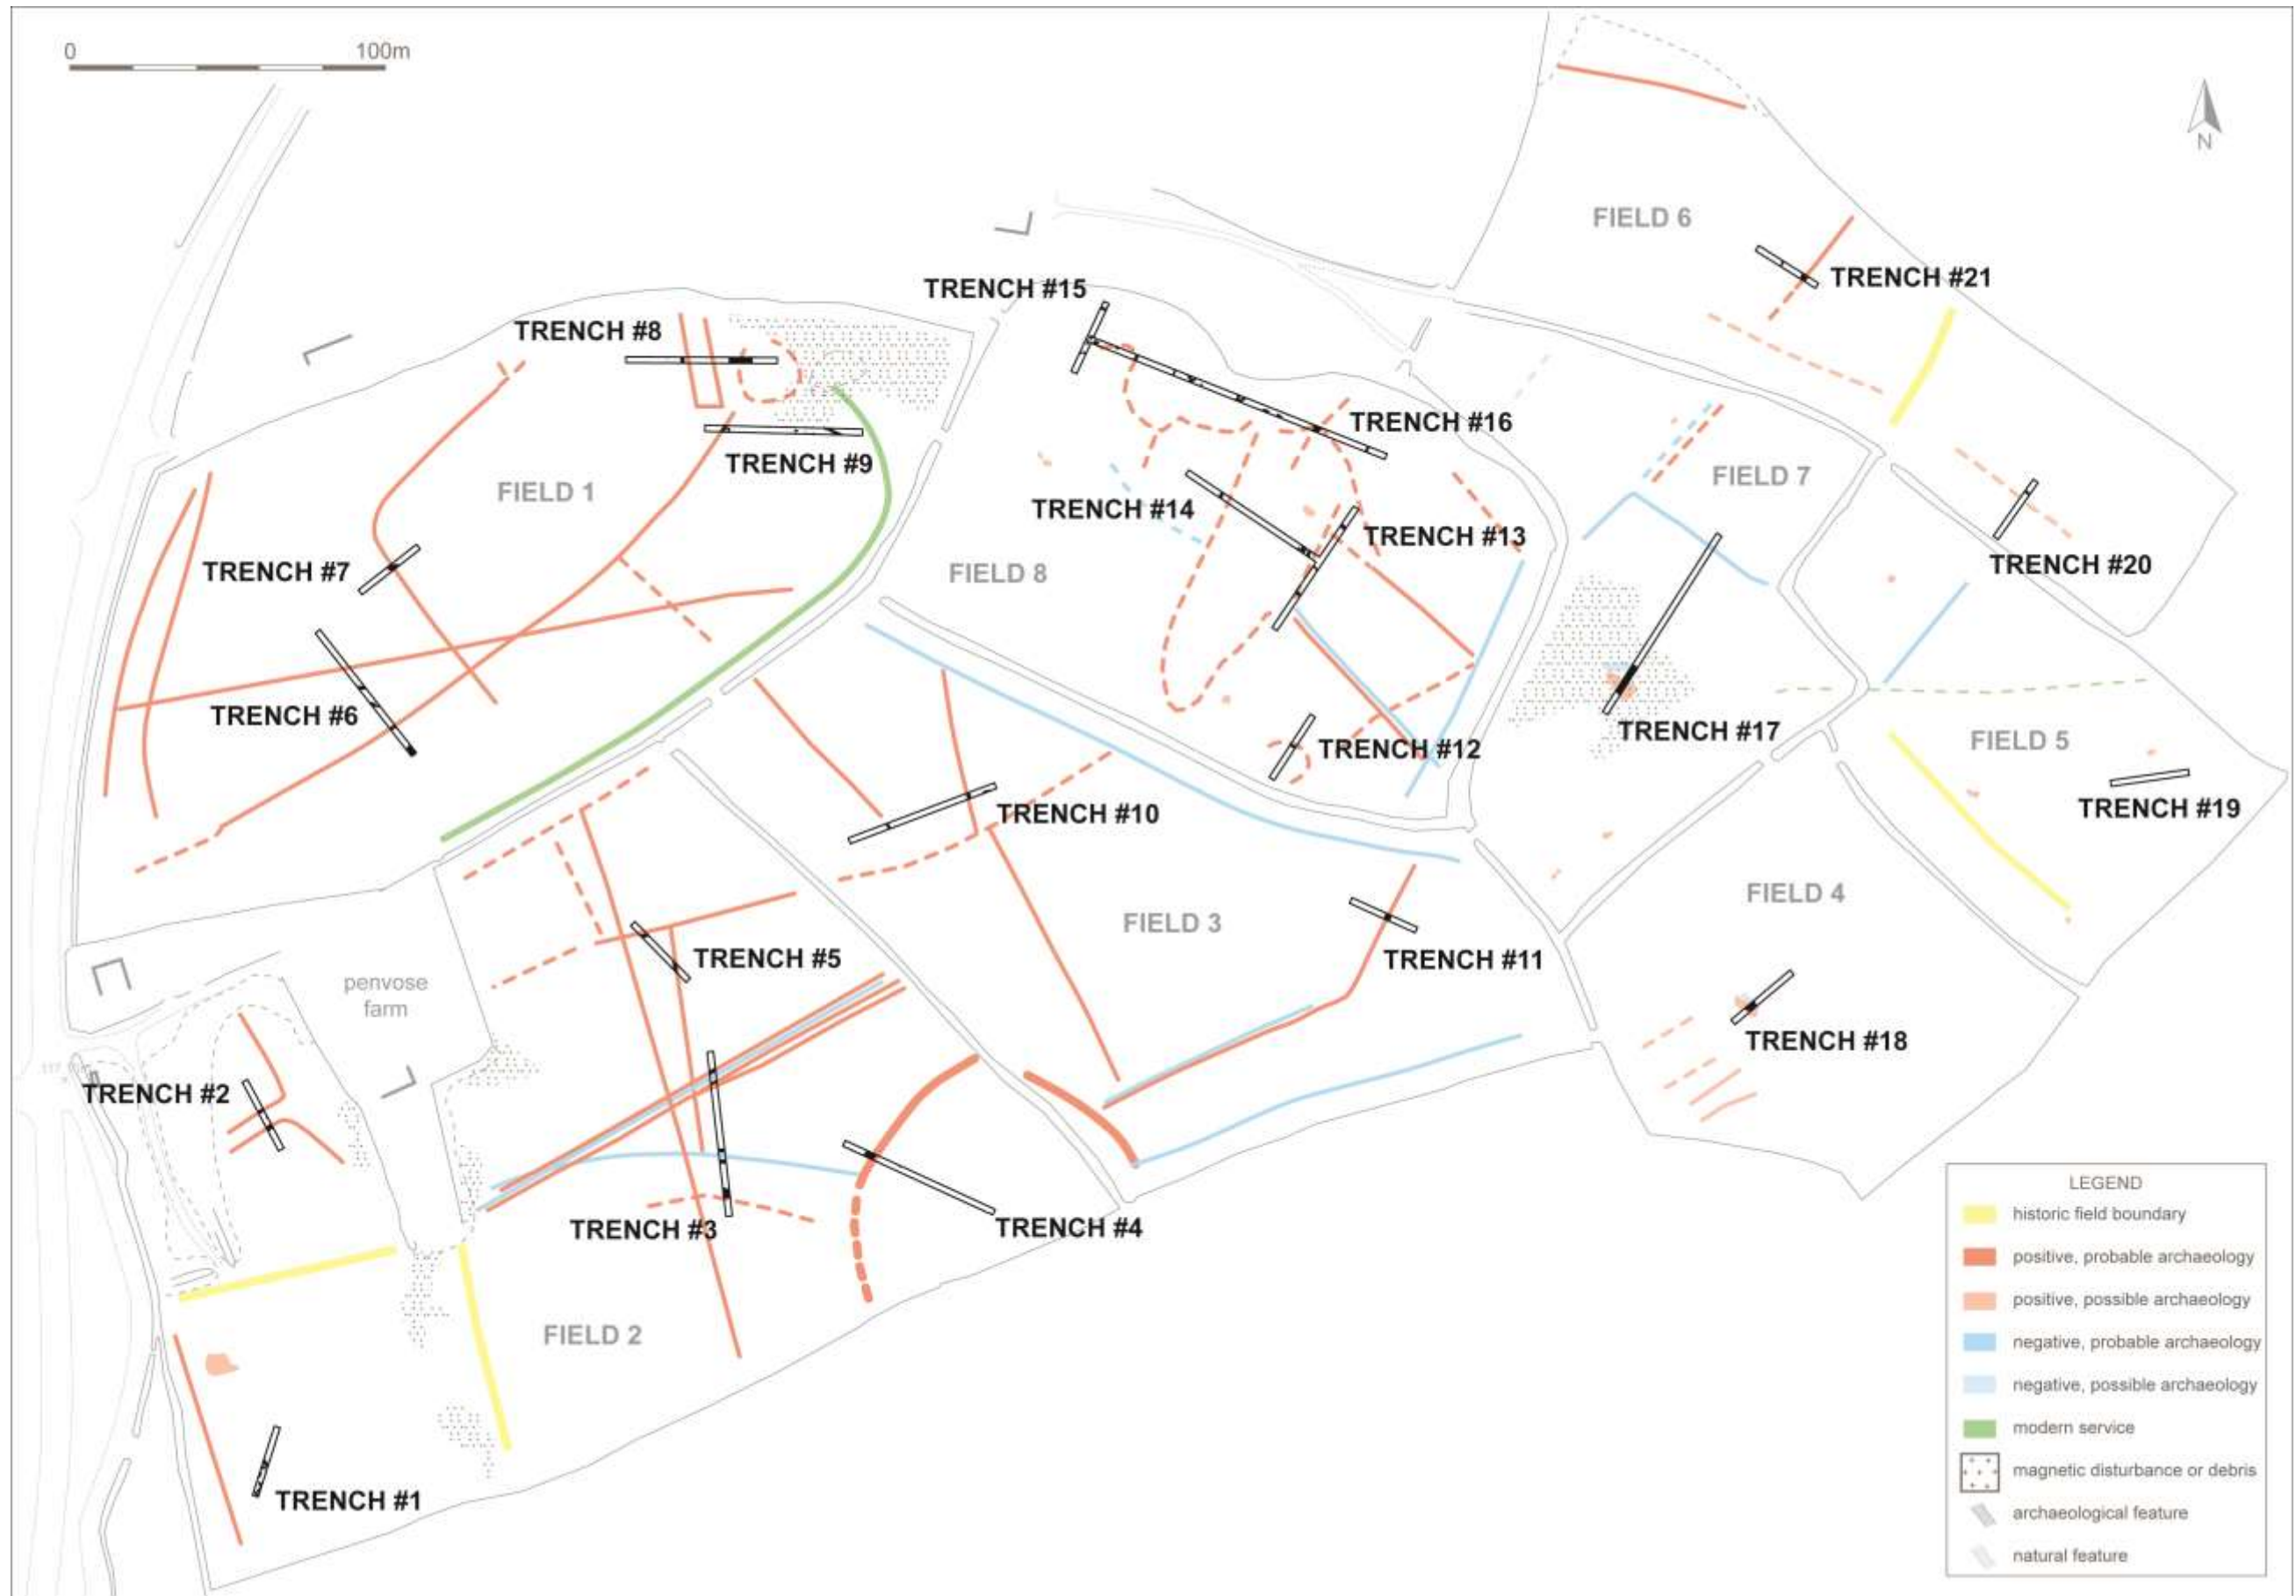 0 100m
N
FIELD 6
TRENCH #21
TRENCH #15
TRENCH #8
TRENCH #16
TRENCH #9
FIELD 1
FIELD 7
TRENCH #14
TRENCH #13
TRENCH #7
FIELD 8
TRENCH #20
TRENCH #6
TRENCH #17
FIELD 5
TRENCH #12
TRENCH #10
TRENCH #19
FIELD 4
FIELD 3
TRENCH #5
TRENCH #11
penvose
farm
TRENCH #18
TRENCH #2
TRENCH #3
TRENCH #4
FIELD 2
TRENCH #1
LEGEND
historic field boundary
positive, probable archaeology
positive, possible archaeology
negative, probable archaeology
negative, possible archaeology
modern service
magnetic disturbance or debris
archaeological feature
natural feature